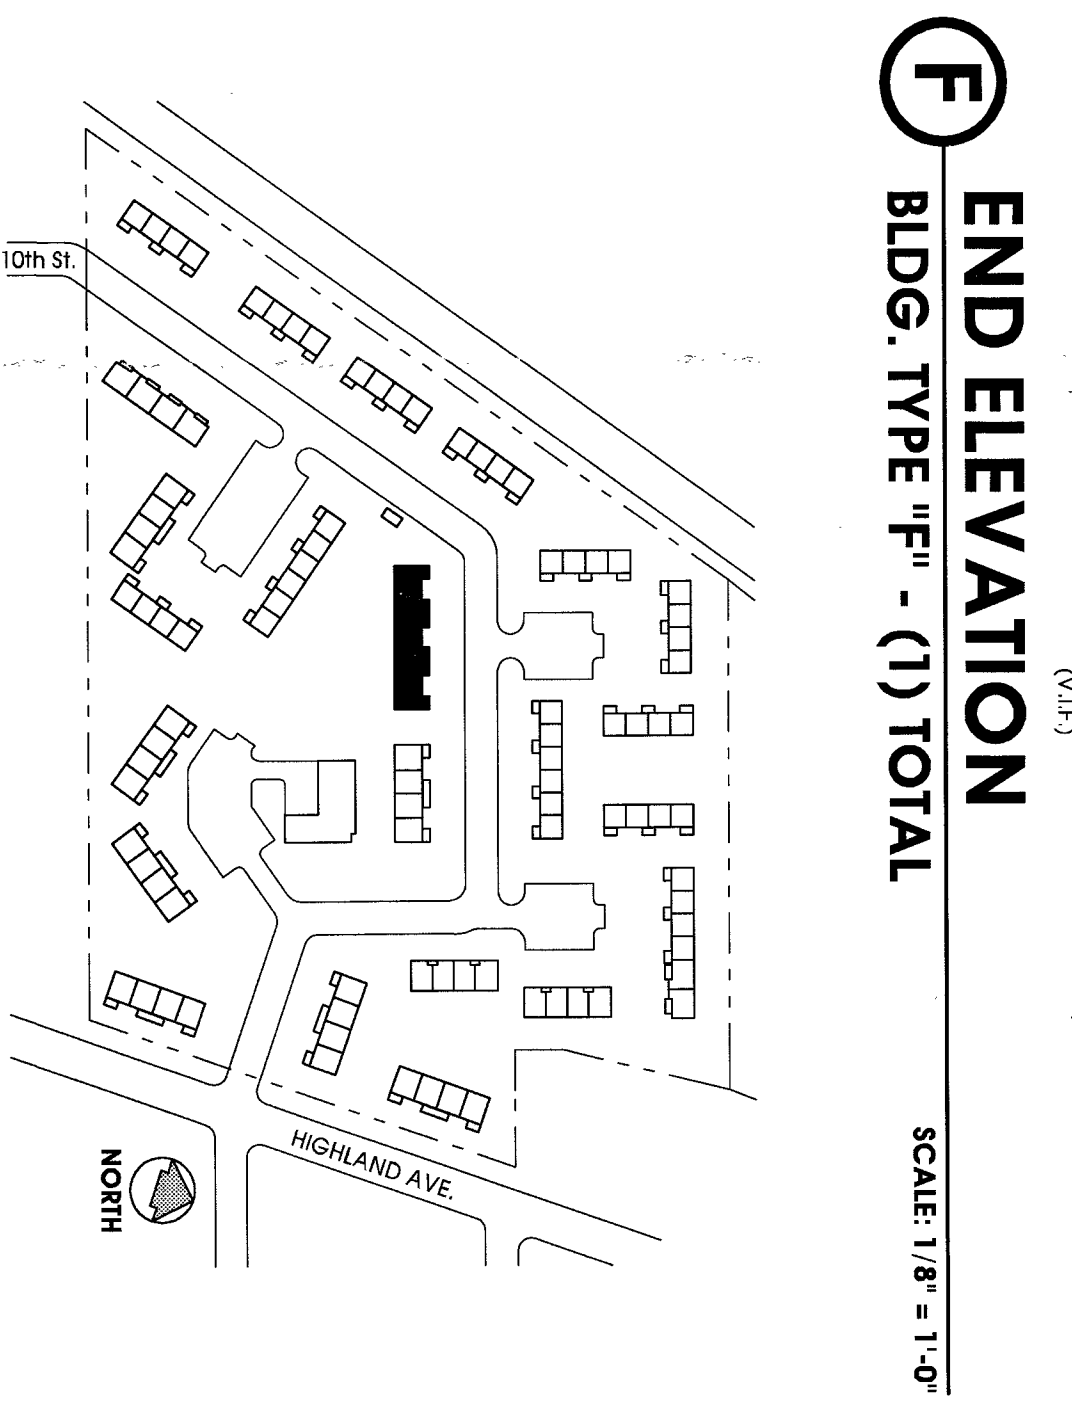 F
END ELEVATION
BLDG. TYPE "F" - (1) TOTAL
SCALE: 1/8" = 1'-0"
(V.I.F.)
10th St.
HIGHLAND AVE.
NORTH